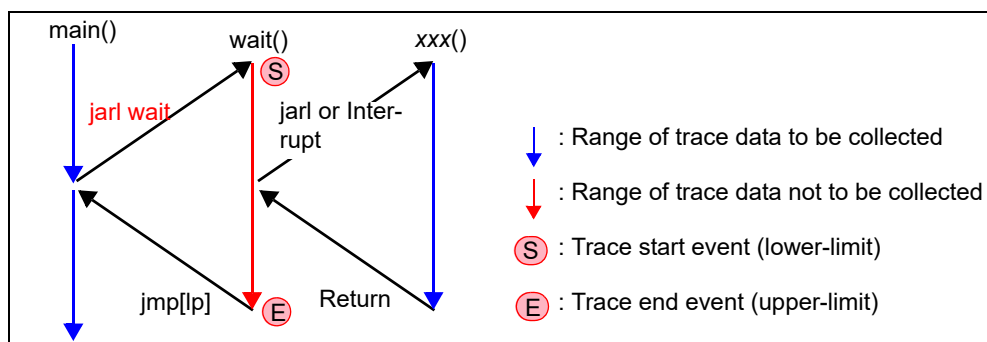 main()
wait()
xxx()
S
jarl wait
jarl or Inter-
rupt
jmp[lp]
E
Return
: Range of trace data to be collected
: Range of trace data not to be collected
S : Trace start event (lower-limit)
E : Trace end event (upper-limit)